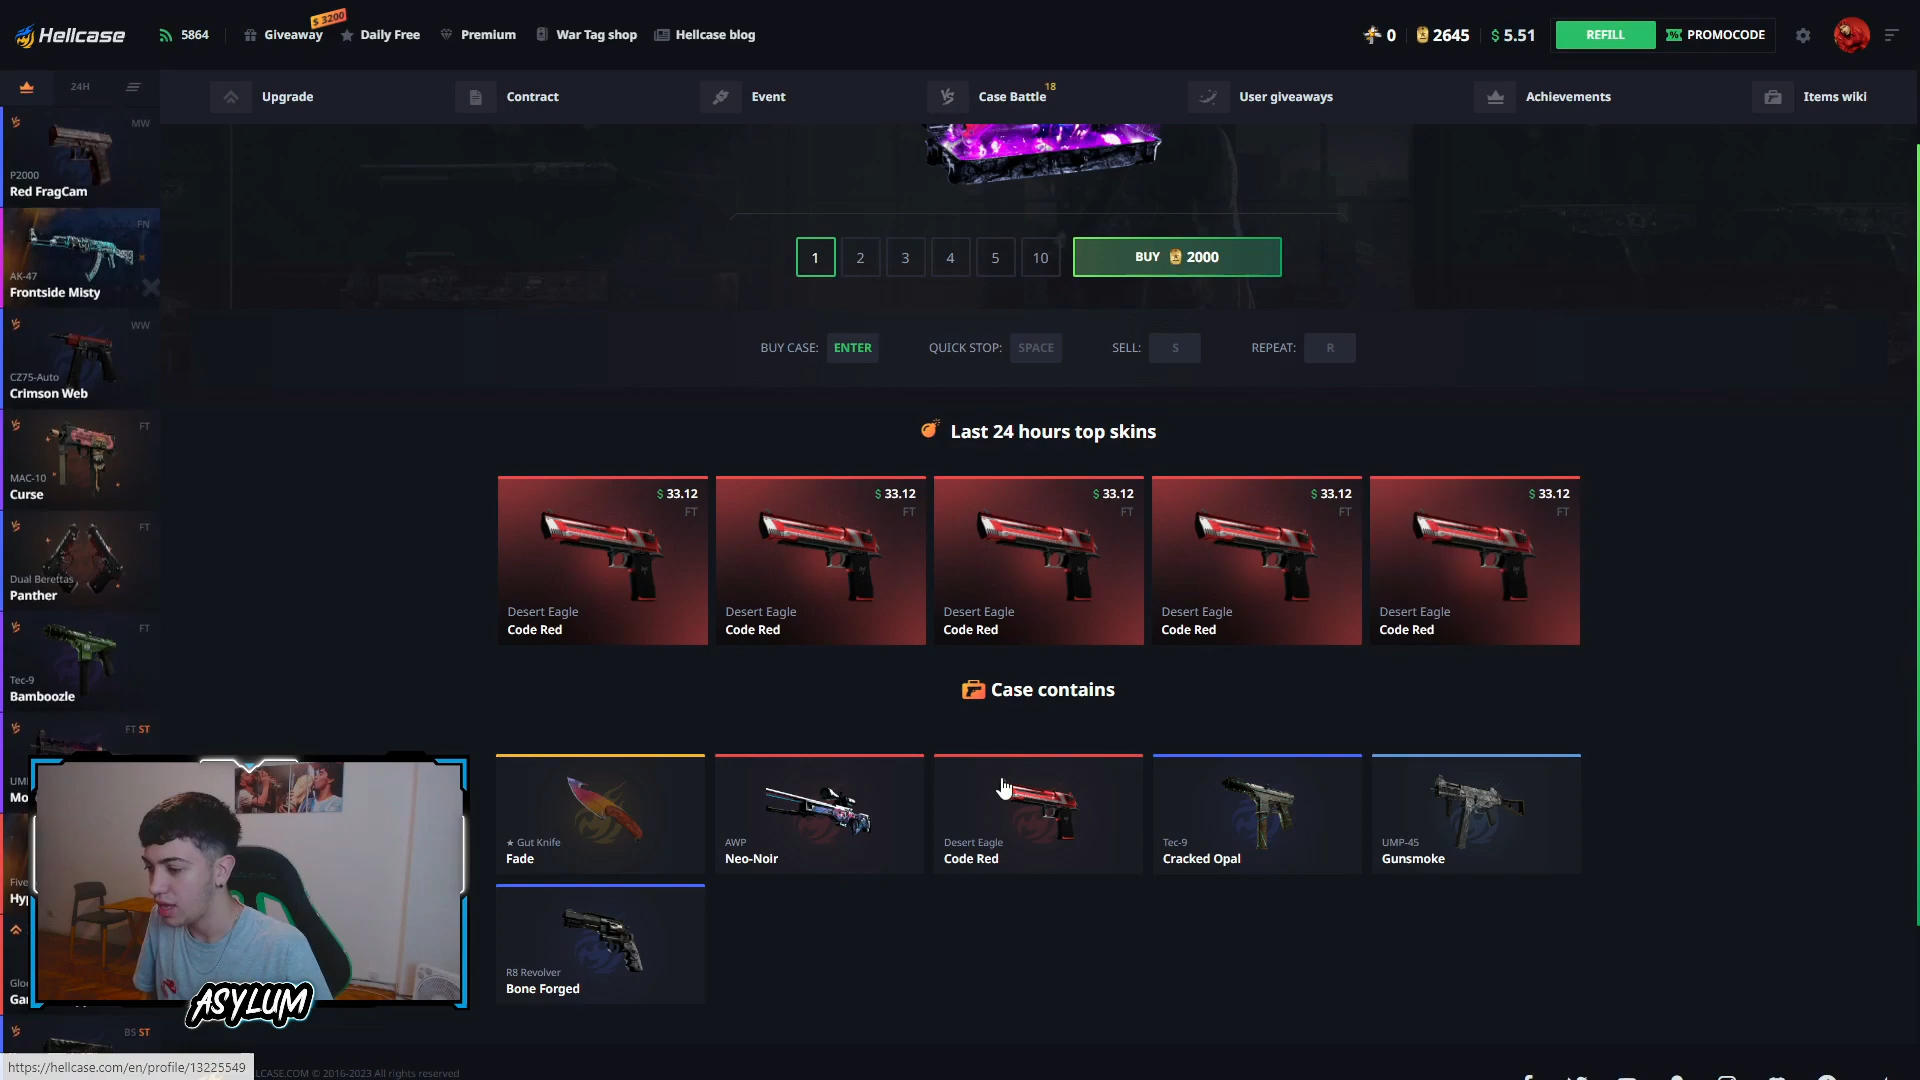 Hellcase
5864
Giveaway
$ 3200
Daily Free
Premium
War Tag shop
Hellcase blog
0
2645
$ 5.51
REFILL
PROMOCODE
24H
Upgrade
Contract
Event
Case Battle
18
User giveaways
Achievements
Items wiki
MW
P2000
Red FragCam
FN
AK-47
Frontside Misty
WW
CZ75-Auto
Crimson Web
FT
MAC-10
Curse
FT
Dual Berettas
Panther
FT
Tec-9
Bamboozle
FT ST
BS ST
1
2
3
4
5
10
BUY 2000
BUY CASE: ENTER
QUICK STOP: SPACE
SELL: S
REPEAT: R
Last 24 hours top skins
$ 33.12
FT
Desert Eagle
Code Red
$ 33.12
FT
Desert Eagle
Code Red
$ 33.12
FT
Desert Eagle
Code Red
$ 33.12
FT
Desert Eagle
Code Red
$ 33.12
FT
Desert Eagle
Code Red
Case contains
★ Gut Knife
Fade
AWP
Neo-Noir
Desert Eagle
Code Red
Tec-9
Cracked Opal
UMP-45
Gunsmoke
R8 Revolver
Bone Forged
ASYLUM
https://hellcase.com/en/profile/13225549
LCASE.COM © 2016-2023 All rights reserved